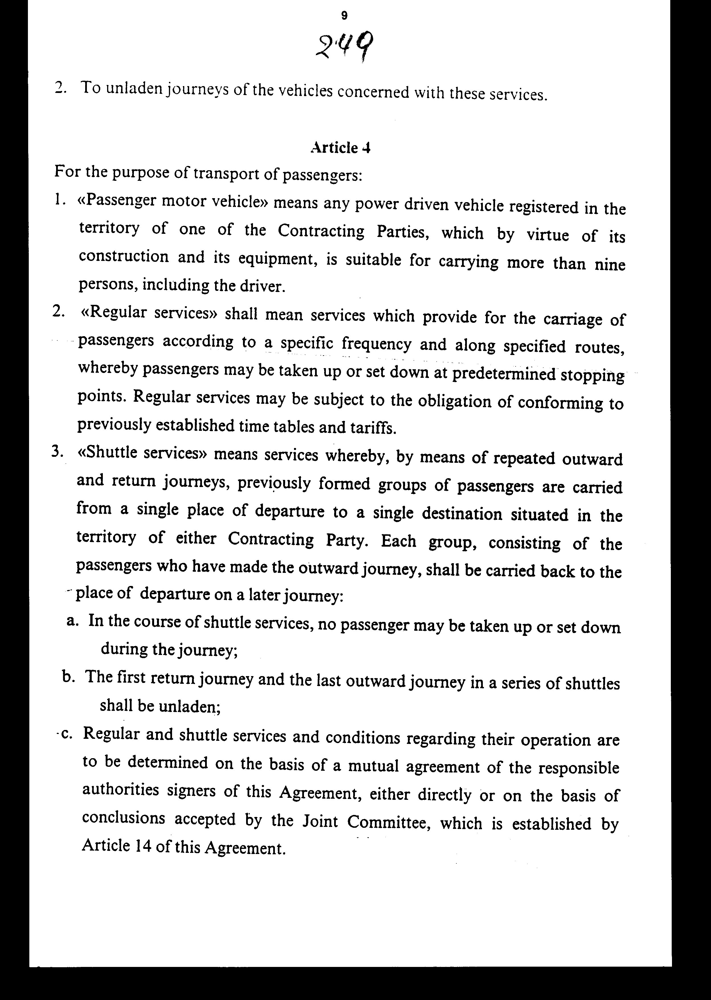 9
249
2. To unladen journeys of the vehicles concerned with these services.
Article 4
For the purpose of transport of passengers:
1. «Passenger motor vehicle» means any power driven vehicle registered in the
territory of one of the Contracting Parties, which by virtue of its
construction and its equipment, is suitable for carrying more than nine
persons, including the driver.
2. «Regular services» shall mean services which provide for the carriage of
passengers according to a specific frequency and along specified routes,
whereby passengers may be taken up or set down at predetermined stopping
points. Regular services may be subject to the obligation of conforming to
previously established time tables and tariffs.
3. «Shuttle services» means services whereby, by means of repeated outward
and return journeys, previously formed groups of passengers are carried
from a single place of departure to a single destination situated in the
territory of either Contracting Party. Each group, consisting of the
passengers who have made the outward journey, shall be carried back to the
place of departure on a later journey:
a. In the course of shuttle services, no passenger may be taken up or set down
during the journey;
b. The first return journey and the last outward journey in a series of shuttles
shall be unladen;
c. Regular and shuttle services and conditions regarding their operation are
to be determined on the basis of a mutual agreement of the responsible
authorities signers of this Agreement, either directly or on the basis of
conclusions accepted by the Joint Committee, which is established by
Article 14 of this Agreement.